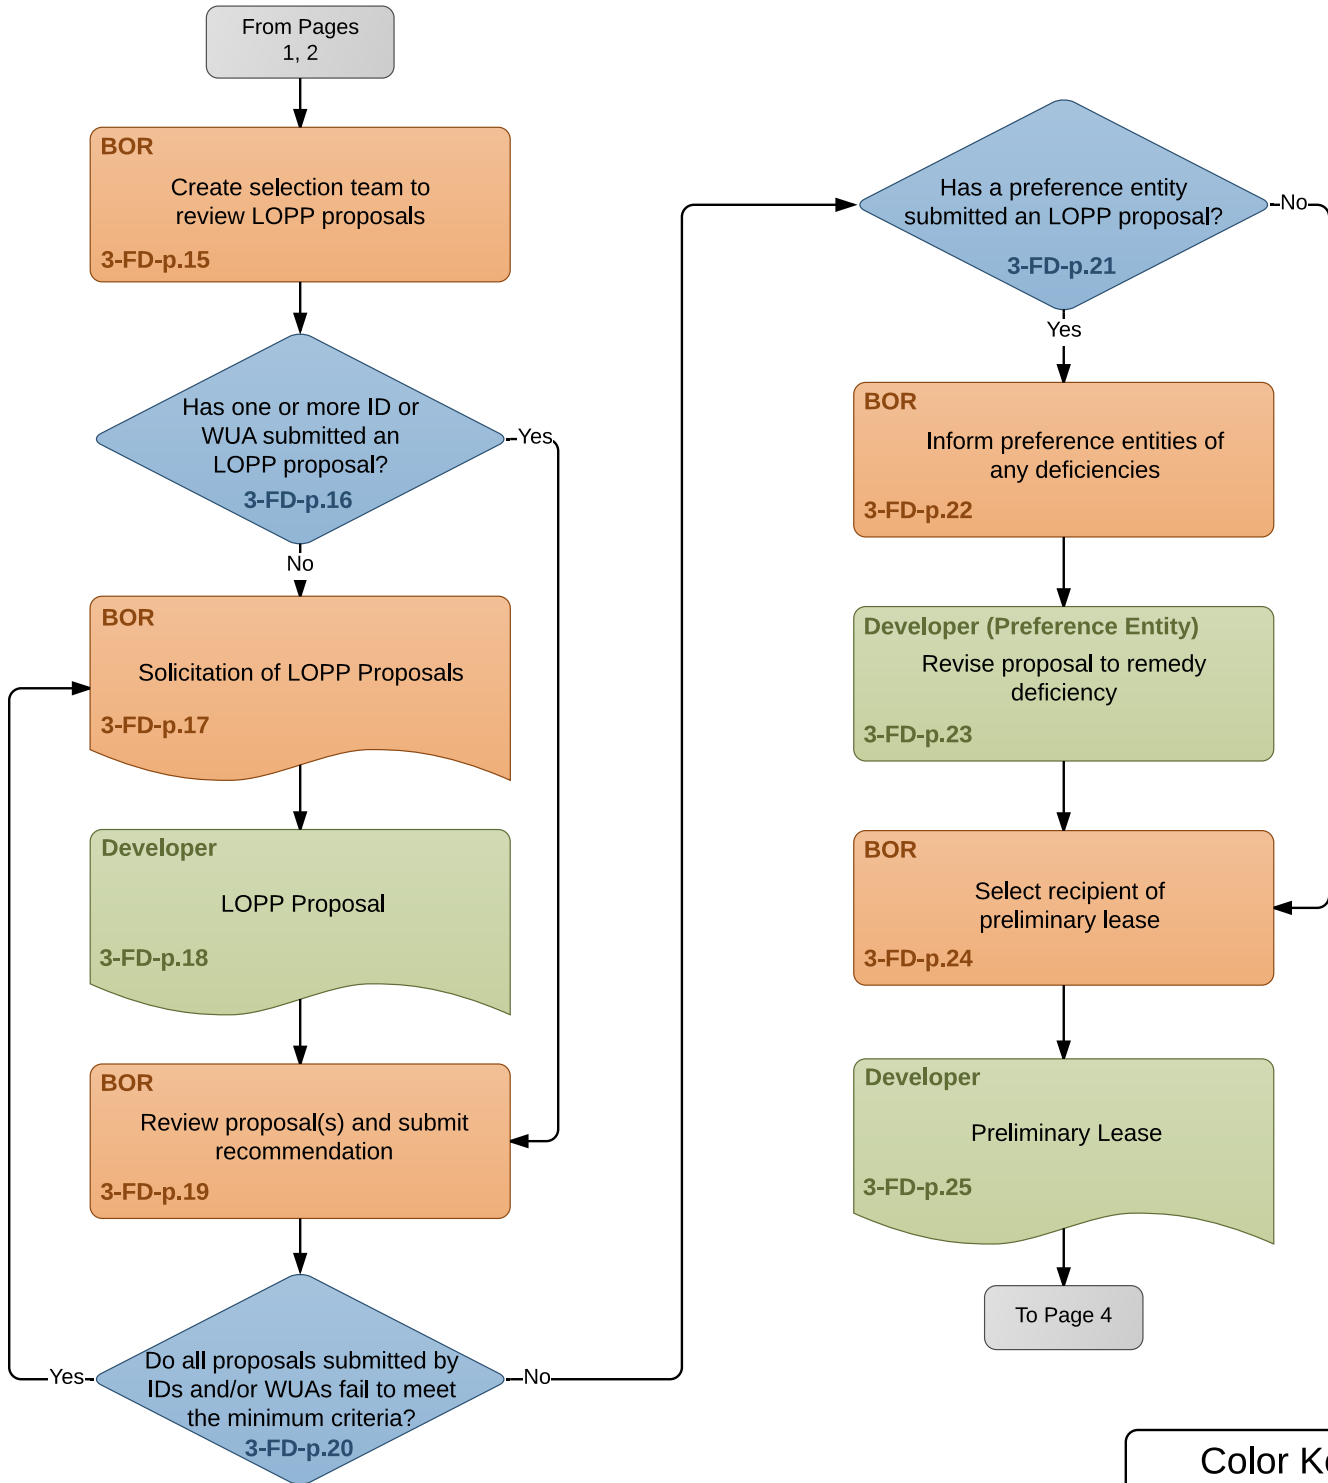 From Pages
1, 2
BOR
Create selection team to
review LOPP proposals
3-FD-p.15
Has one or more ID or
WUA submitted an
LOPP proposal?
3-FD-p.16
Yes
No
BOR
Solicitation of LOPP Proposals
3-FD-p.17
Developer
LOPP Proposal
3-FD-p.18
BOR
Review proposal(s) and submit
recommendation
3-FD-p.19
Do all proposals submitted by
IDs and/or WUAs fail to meet
the minimum criteria?
3-FD-p.20
Yes
No
Has a preference entity
submitted an LOPP proposal?
3-FD-p.21
No
Yes
BOR
Inform preference entities of
any deficiencies
3-FD-p.22
Developer (Preference Entity)
Revise proposal to remedy
deficiency
3-FD-p.23
BOR
Select recipient of
preliminary lease
3-FD-p.24
Developer
Preliminary Lease
3-FD-p.25
To Page 4
Color